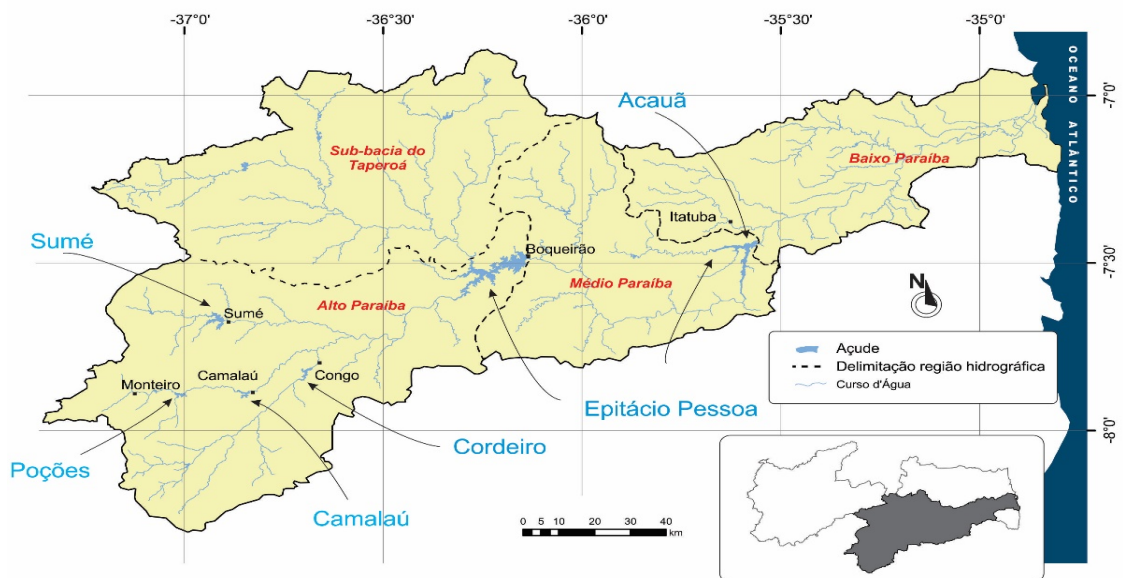 -37°0'
-36°30'
-36°0'
-35°30'
-35°0'
OCEANO ATLÂNTICO
-7°0'
Acauã
Sub-bacia do
Taperoá
Baixo Paraíba
Itatuba
Sumé
Boqueirão
-7°30'
Médio Paraíba
Alto Paraíba
N
Sumé
Açude
Delimitação região hidrográfica
Curso d'Água
Monteiro
Camalaú
Congo
Epitácio Pessoa
-8°0'
Cordeiro
Poções
Camalaú
0 5 10 20 30 40
km